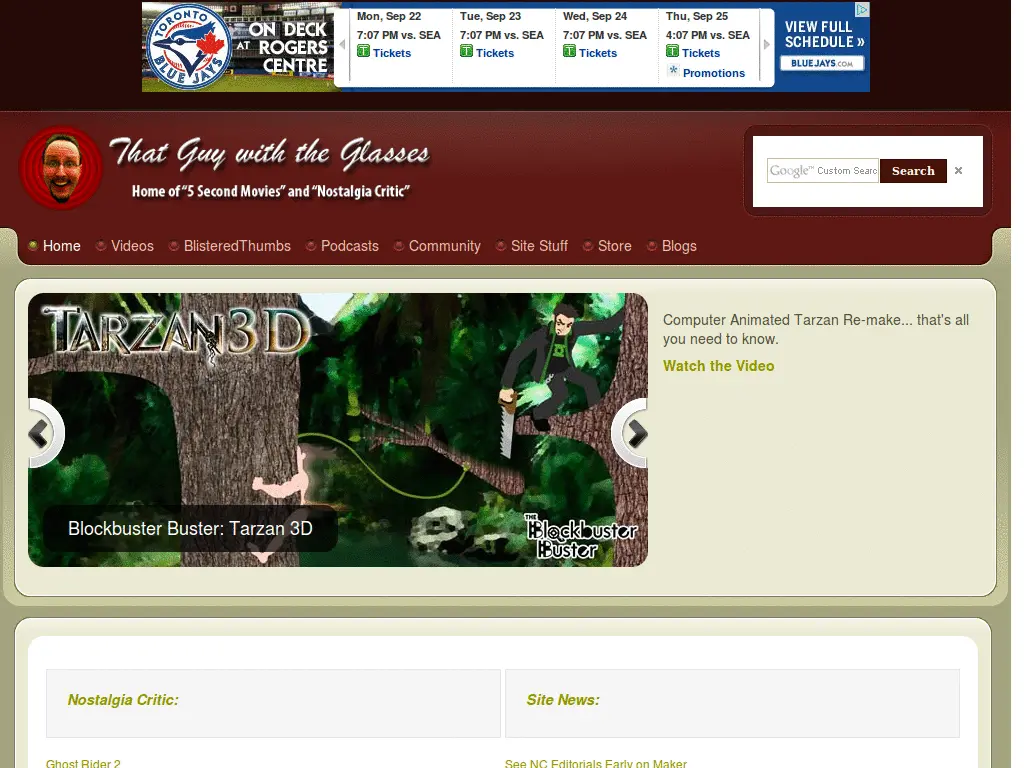 TORONTO
BLUE JAYS
ON DECK
AT ROGERS
CENTRE
Mon, Sep 22
7:07 PM vs. SEA
Tickets
Tue, Sep 23
7:07 PM vs. SEA
Tickets
Wed, Sep 24
7:07 PM vs. SEA
Tickets
Thu, Sep 25
4:07 PM vs. SEA
Tickets
Promotions
VIEW FULL
SCHEDULE »
BLUEJAYS.COM
That Guy with the Glasses
Home of “5 Second Movies” and “Nostalgia Critic”
Google™ Custom Searc
Search
×
Home Videos BlisteredThumbs Podcasts Community Site Stuff Store Blogs
TARZAN 3D
Computer Animated Tarzan Re-make... that's all
you need to know.
Watch the Video
Blockbuster Buster: Tarzan 3D
THE
Blockbuster
Buster
Nostalgia Critic:
Site News:
Ghost Rider 2
See NC Editorials Early on Maker